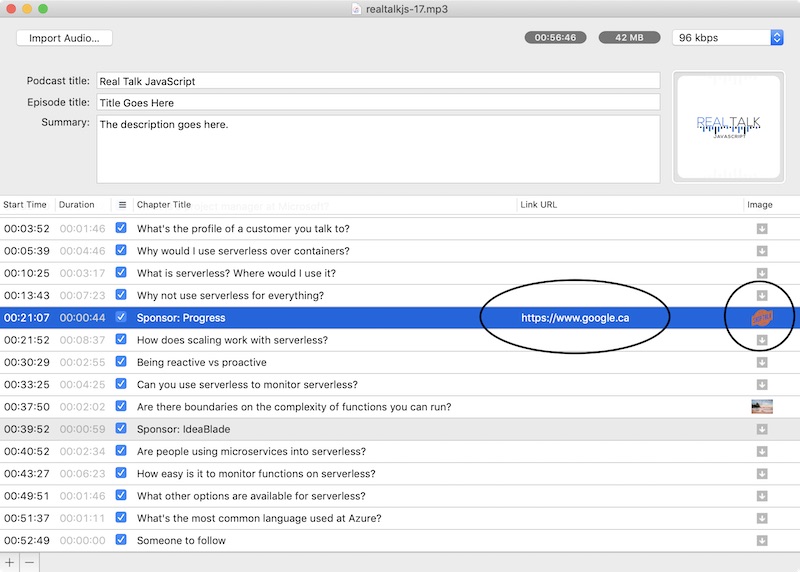 realtalkjs-17.mp3
Import Audio...
00:56:46
42 MB
96 kbps
Podcast title: Real Talk JavaScript
Episode title: Title Goes Here
Summary: The description goes here.
REALTALK
JAVASCRIPT
Start Time Duration Chapter Title Link URL Image
00:03:52 00:01:46 What's the profile of a customer you talk to?
00:05:39 00:04:46 Why would I use serverless over containers?
00:10:25 00:03:17 What is serverless? Where would I use it?
00:13:43 00:07:23 Why not use serverless for everything?
00:21:07 00:00:44 Sponsor: Progress https://www.google.ca
00:21:52 00:08:37 How does scaling work with serverless?
00:30:29 00:02:55 Being reactive vs proactive
00:33:25 00:04:25 Can you use serverless to monitor serverless?
00:37:50 00:02:02 Are there boundaries on the complexity of functions you can run?
00:39:52 00:00:59 Sponsor: IdeaBlade
00:40:52 00:02:34 Are people using microservices into serverless?
00:43:27 00:06:23 How easy is it to monitor functions on serverless?
00:49:51 00:01:46 What other options are available for serverless?
00:51:37 00:01:11 What's the most common language used at Azure?
00:52:49 00:00:00 Someone to follow